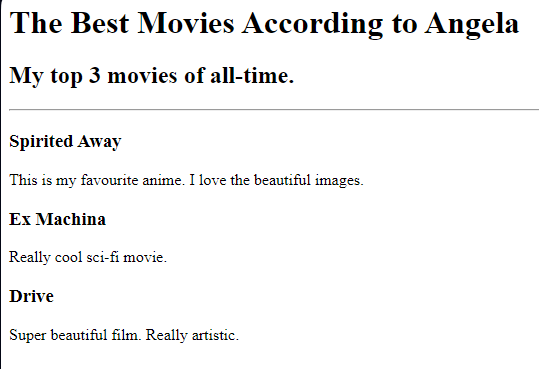 The Best Movies According to Angela
My top 3 movies of all-time.
Spirited Away
This is my favourite anime. I love the beautiful images.
Ex Machina
Really cool sci-fi movie.
Drive
Super beautiful film. Really artistic.